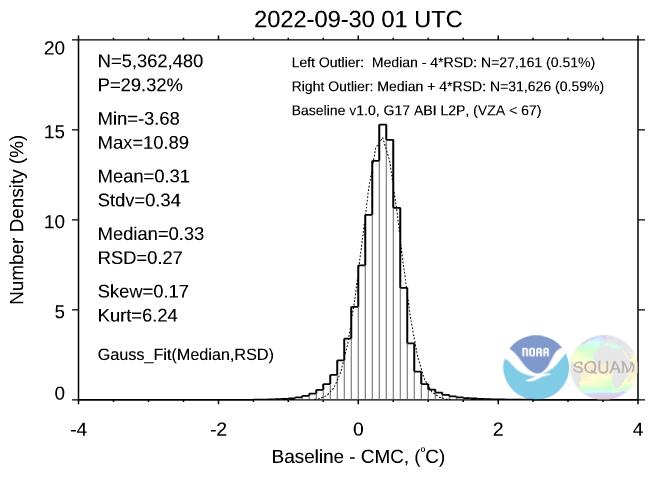 2022-09-30 01 UTC
N=5,362,480
P=29.32%
Min=-3.68
Max=10.89
Mean=0.31
Stdv=0.34
Median=0.33
RSD=0.27
Skew=0.17
Kurt=6.24
Gauss_Fit(Median,RSD)
Left Outlier: Median - 4*RSD: N=27,161 (0.51%)
Right Outlier: Median + 4*RSD: N=31,626 (0.59%)
Baseline v1.0, G17 ABI L2P, (VZA < 67)
Number Density (%)
20
15
10
5
0
NOAA
SQUAM
-4 -2 0 2 4
Baseline - CMC, (°C)